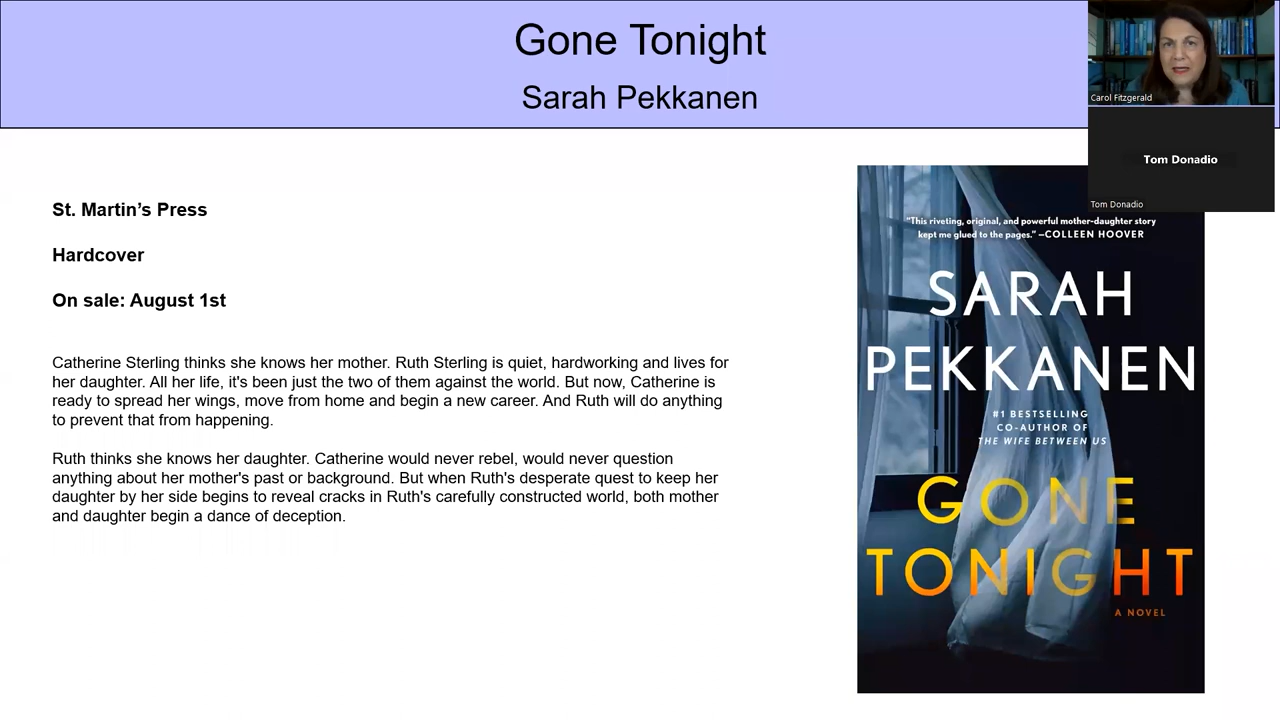 Gone Tonight
Sarah Pekkanen
Carol Fitzgerald
Tom Donadio
Tom Donadio
St. Martin’s Press
Hardcover
On sale: August 1st
Catherine Sterling thinks she knows her mother. Ruth Sterling is quiet, hardworking and lives for
her daughter. All her life, it's been just the two of them against the world. But now, Catherine is
ready to spread her wings, move from home and begin a new career. And Ruth will do anything
to prevent that from happening.
Ruth thinks she knows her daughter. Catherine would never rebel, would never question
anything about her mother's past or background. But when Ruth's desperate quest to keep her
daughter by her side begins to reveal cracks in Ruth's carefully constructed world, both mother
and daughter begin a dance of deception.
“This riveting, original, and powerful mother-daughter story
kept me glued to the pages.” —COLLEEN HOOVER
SARAH
PEKKANEN
#1 BESTSELLING
CO-AUTHOR OF
THE WIFE BETWEEN US
GONE
TONIGHT
A NOVEL